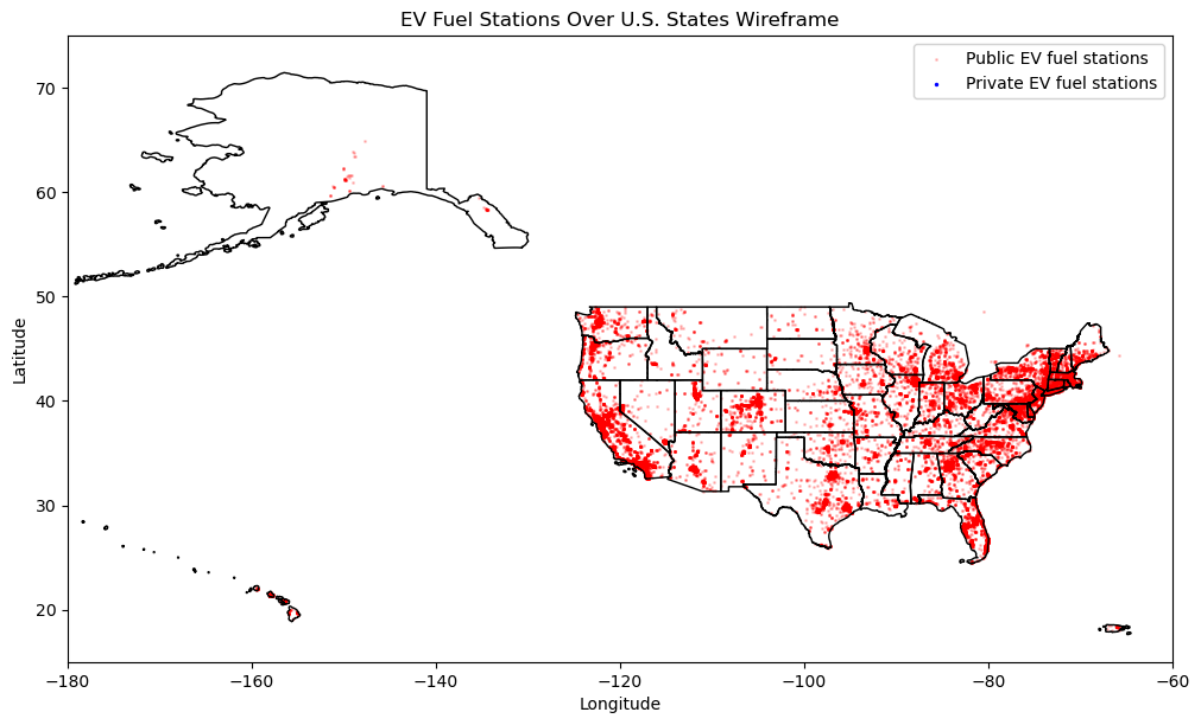 EV Fuel Stations Over U.S. States Wireframe
Public EV fuel stations
Private EV fuel stations
70
60
50
40
30
20
Latitude
−180
−160
−140
−120
−100
−80
−60
Longitude